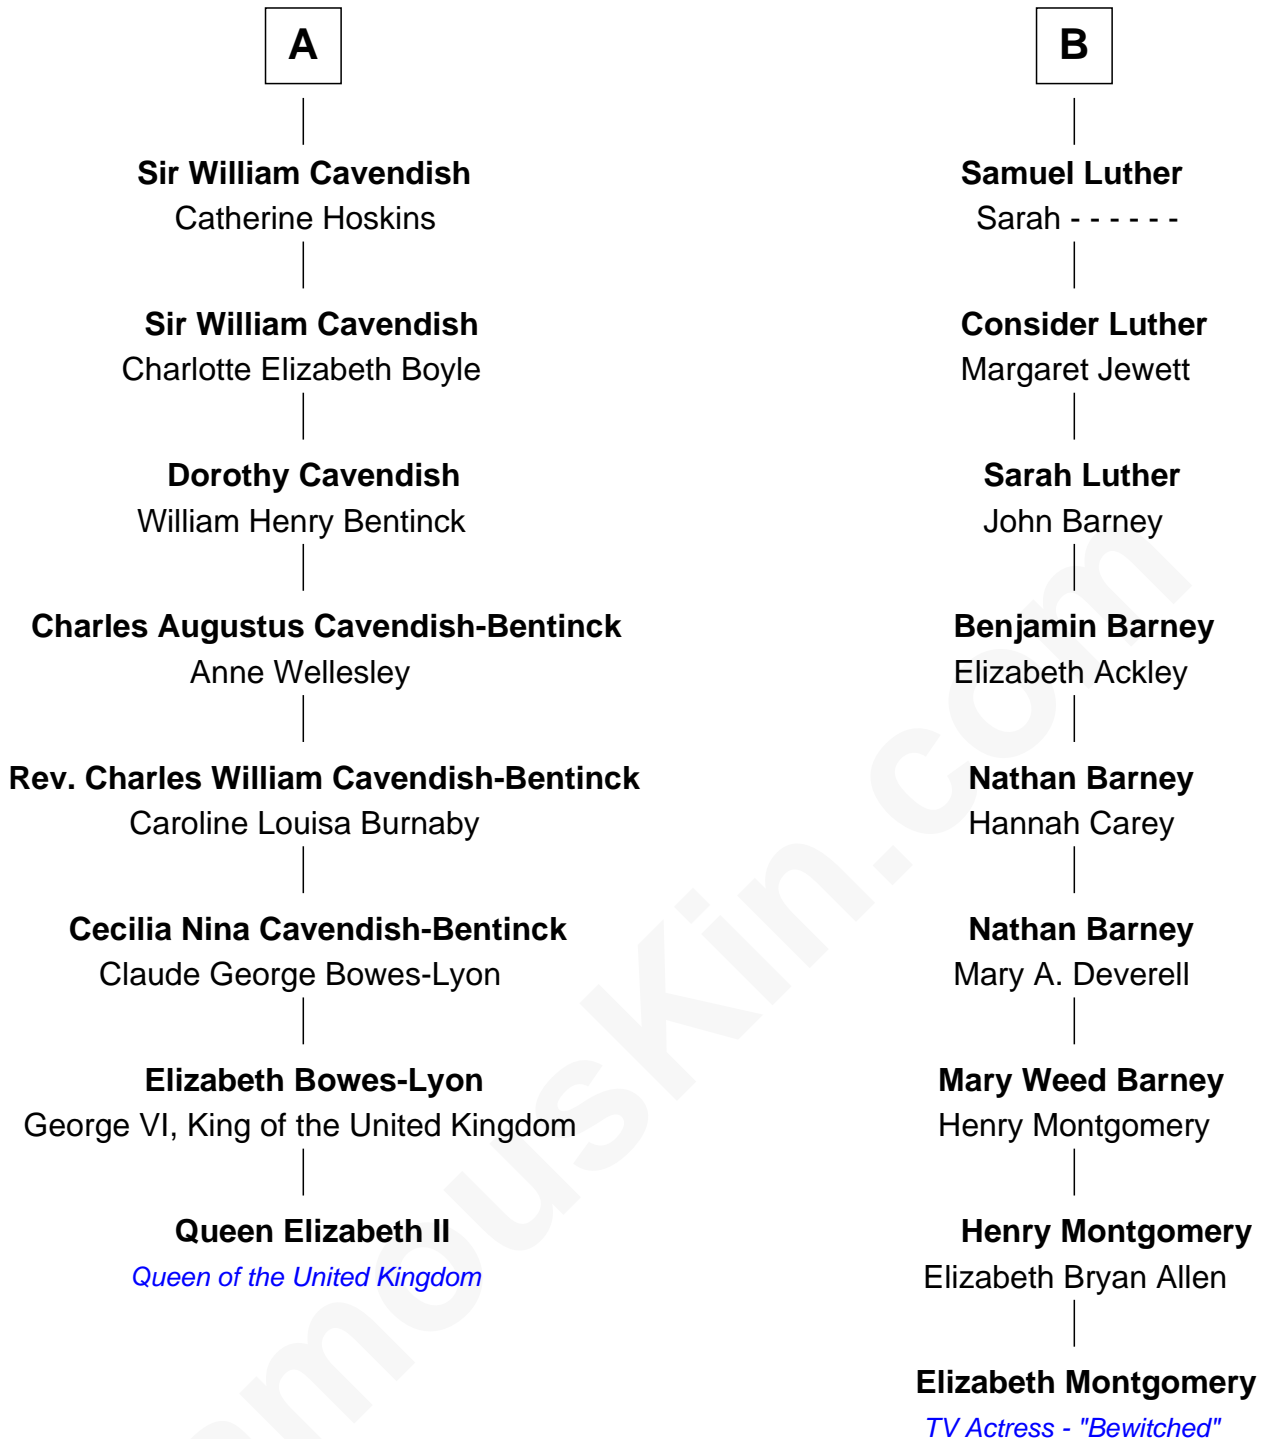 A
Sir William Cavendish
Catherine Hoskins
Sir William Cavendish
Charlotte Elizabeth Boyle
Dorothy Cavendish
William Henry Bentinck
Charles Augustus Cavendish-Bentinck
Anne Wellesley
Rev. Charles William Cavendish-Bentinck
Caroline Louisa Burnaby
Cecilia Nina Cavendish-Bentinck
Claude George Bowes-Lyon
Elizabeth Bowes-Lyon
George VI, King of the United Kingdom
Queen Elizabeth II
Queen of the United Kingdom
B
Samuel Luther
Sarah - - - - - -
Consider Luther
Margaret Jewett
Sarah Luther
John Barney
Benjamin Barney
Elizabeth Ackley
Nathan Barney
Hannah Carey
Nathan Barney
Mary A. Deverell
Mary Weed Barney
Henry Montgomery
Henry Montgomery
Elizabeth Bryan Allen
Elizabeth Montgomery
TV Actress - "Bewitched"
amouskin.com